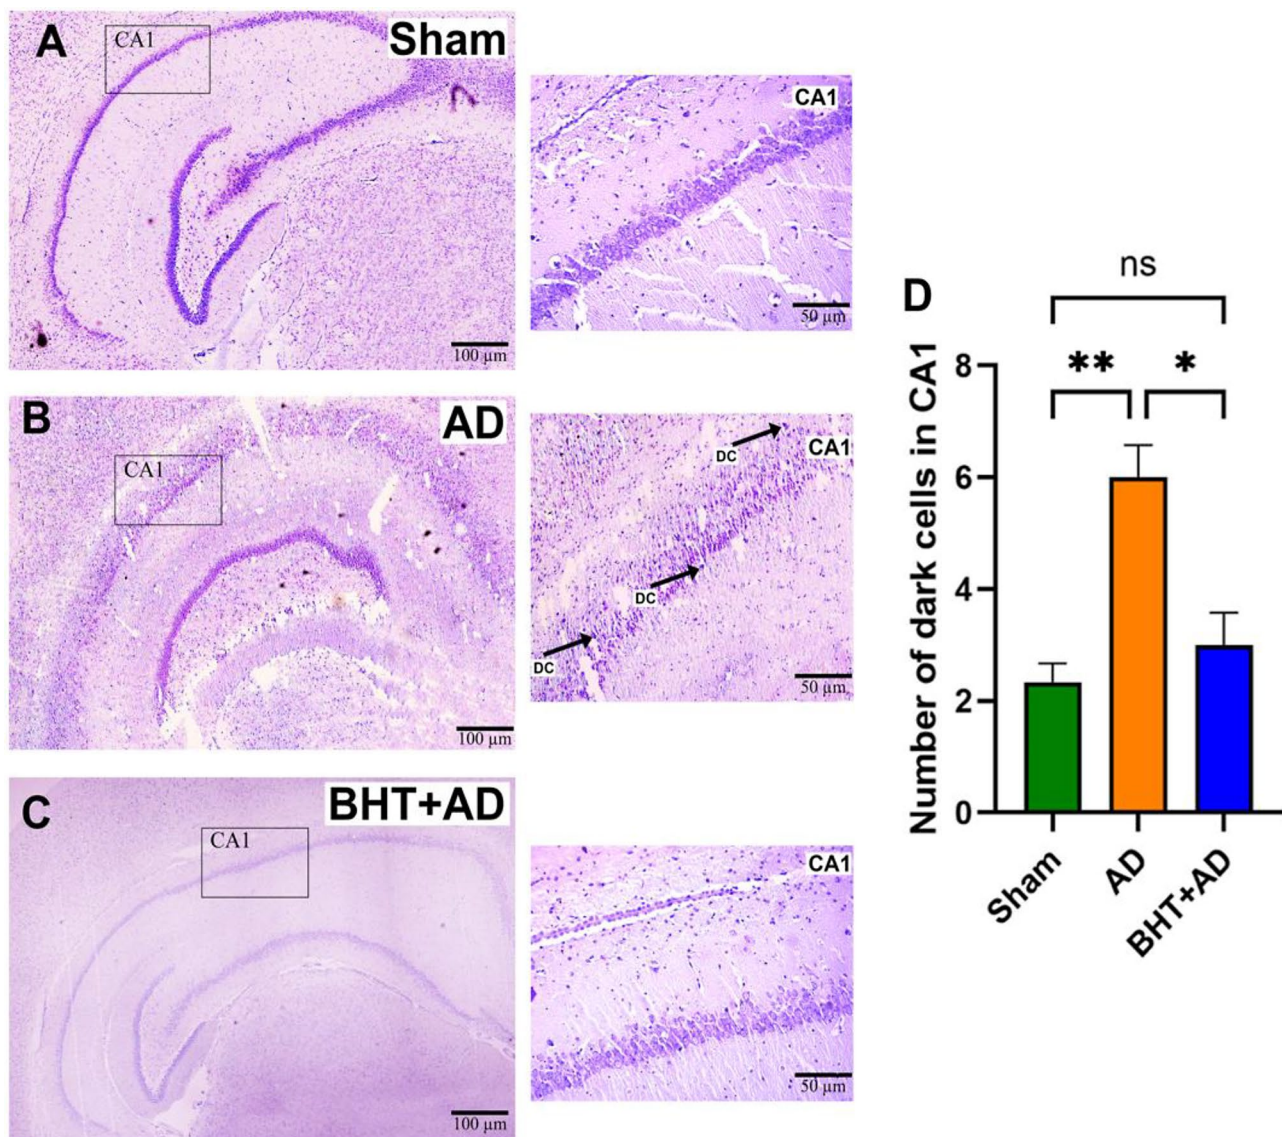 A
CA1
Sham
100 µm
CA1
50 µm
B
CA1
AD
100 µm
DC
CA1
DC
DC
50 µm
C
CA1
BHT+AD
100 µm
CA1
50 µm
D
ns
** *
Number of dark cells in CA1
8
6
4
2
0
Sham
AD
BHT+AD